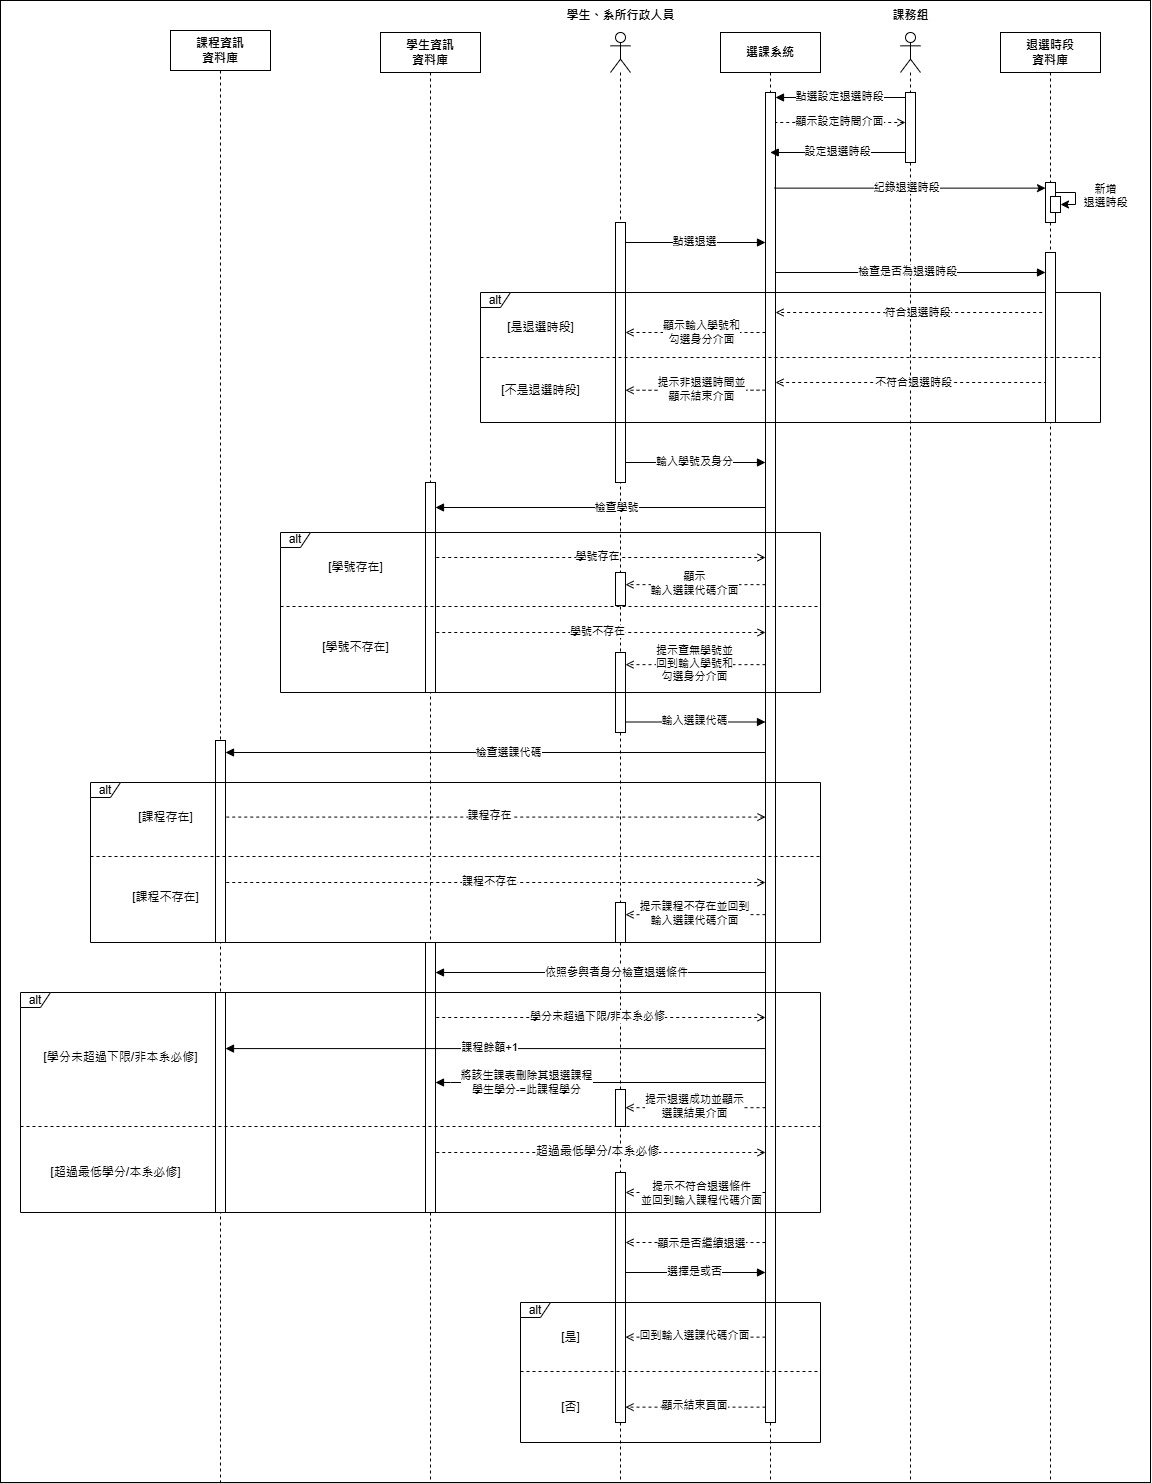 學生、系所行政人員
課務組
課程資訊
資料庫
學生資訊
資料庫
選課系統
退選時段
資料庫
點選設定退選時段
顯示設定時間介面
設定退選時段
紀錄退選時段
新增
退選時段
點選退選
檢查是否為退選時段
alt
[是退選時段]
符合退選時段
顯示輸入學號和
勾選身分介面
[不是退選時段]
不符合退選時段
提示非退選時間並
顯示結束介面
輸入學號及身分
檢查學號
alt
[學號存在]
學號存在
顯示
輸入選課代碼介面
[學號不存在]
學號不存在
提示查無學號並
回到輸入學號和
勾選身分介面
輸入選課代碼
檢查選課代碼
alt
[課程存在]
課程存在
[課程不存在]
課程不存在
提示課程不存在並回到
輸入選課代碼介面
依照參與者身分檢查退選條件
alt
[學分未超過下限/非本系必修]
學分未超過下限/非本系必修
課程餘額+1
將該生課表刪除其退選課程
學生學分-=此課程學分
提示退選成功並顯示
選課結果介面
[超過最低學分/本系必修]
超過最低學分/本系必修
提示不符合退選條件
並回到輸入課程代碼介面
顯示是否繼續退選
選擇是或否
alt
[是]
回到輸入選課代碼介面
[否]
顯示結束頁面